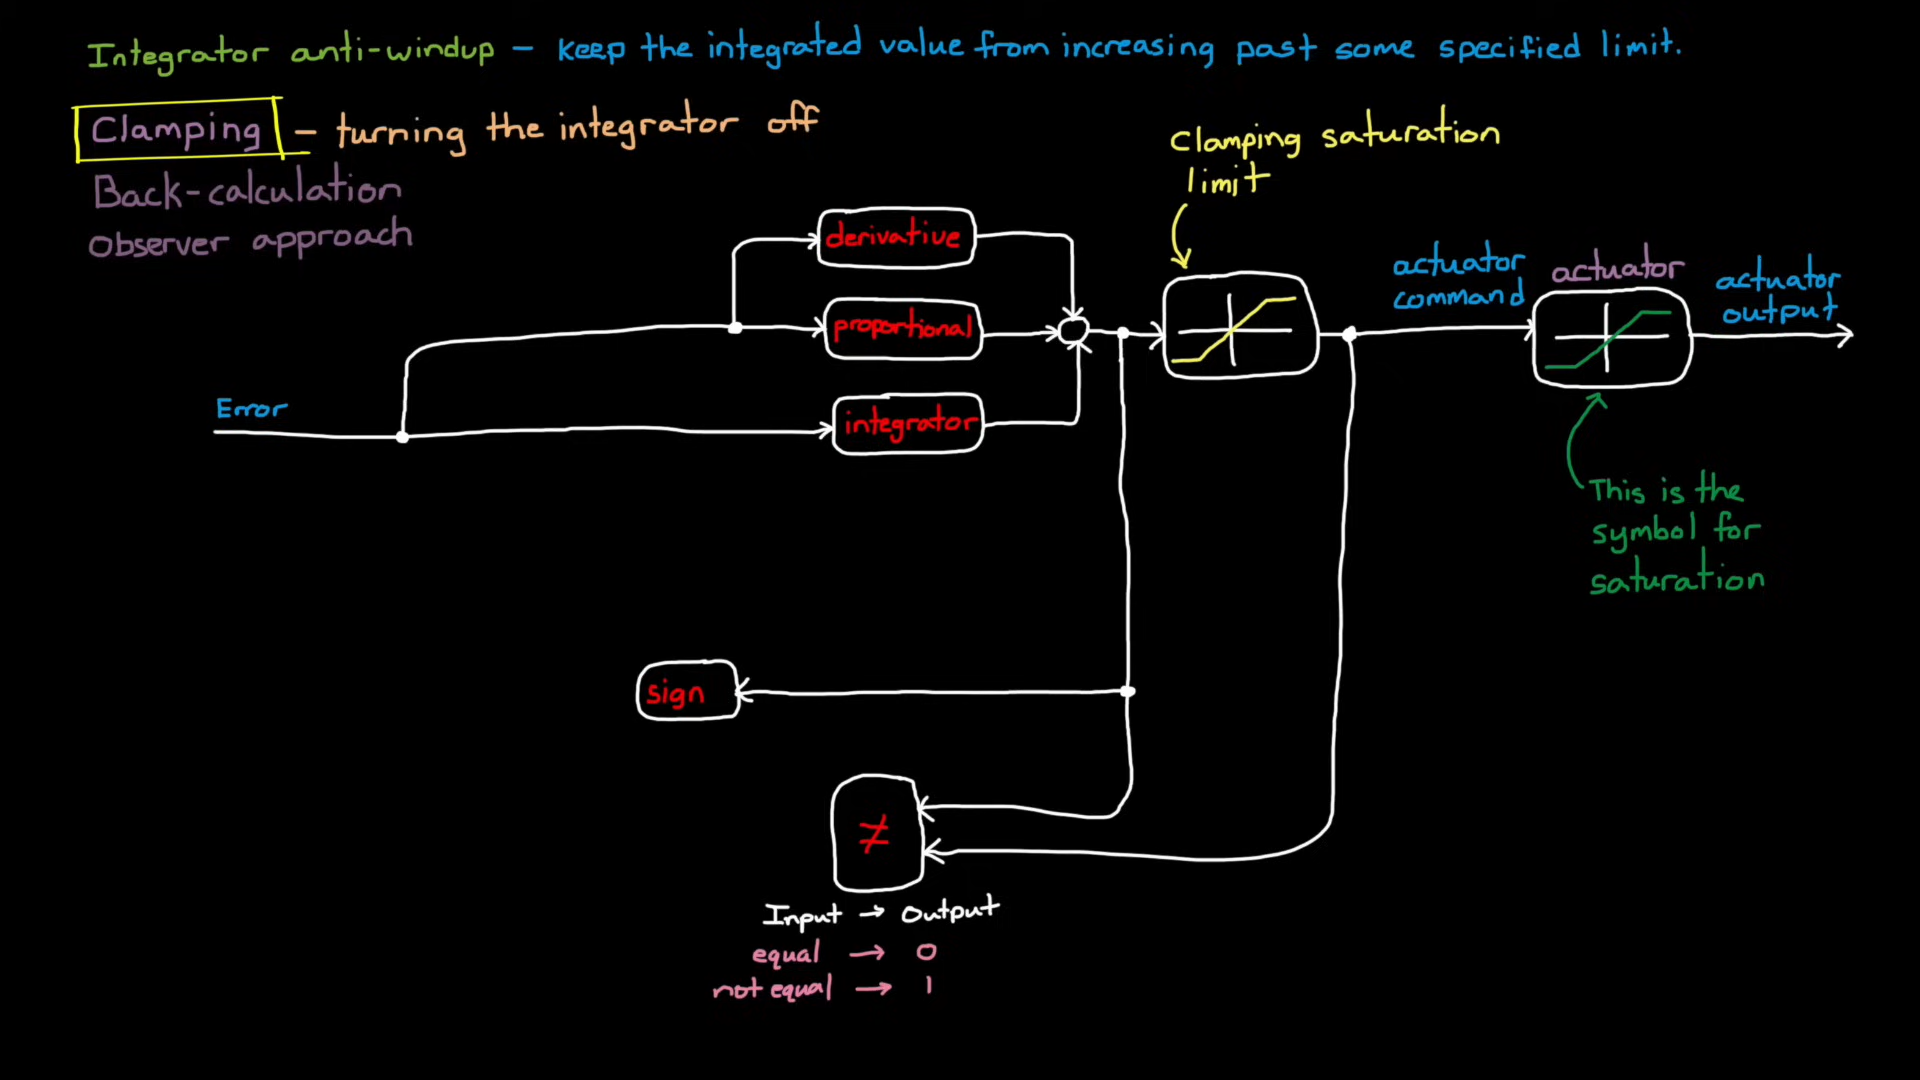 Integrator anti-windup - keep the integrated value from increasing past some specified limit.
Clamping - turning the integrator off
Back-calculation
Observer approach
Clamping saturation
limit
derivative
proportional
integrator
Error
actuator
command
actuator
actuator
output
This is the
symbol for
saturation
sign
≠
Input → Output
equal → 0
not equal → 1